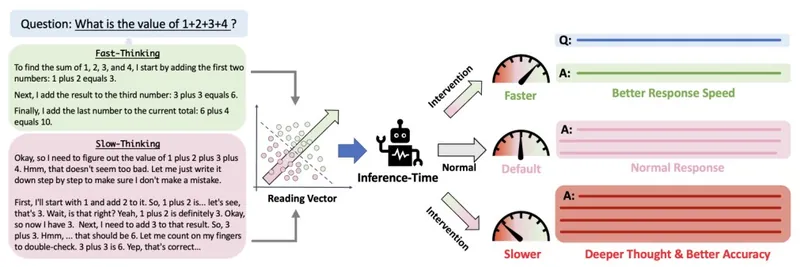 Question: What is the value of 1+2+3+4 ?
Fast-Thinking
To find the sum of 1, 2, 3, and 4, I start by adding the first two
numbers: 1 plus 2 equals 3.
Next, I add the result to the third number: 3 plus 3 equals 6.
Finally, I add the last number to the current total: 6 plus 4
equals 10.
Slow-Thinking
Okay, so I need to figure out the value of 1 plus 2 plus 3 plus
4. Hmm, that doesn't seem too bad. Let me just write it
down step by step to make sure I don't make a mistake.
First, I'll start with 1 and add 2 to it. So, 1 plus 2 is... let's see,
that's 3. Wait, is that right? Yeah, 1 plus 2 is definitely 3. Okay,
so now I have 3. Next, I need to add 3 to that result. So, 3
plus 3. Hmm, ... that should be 6. Let me count on my fingers
to double-check. 3 plus 3 is 6. Yep, that's correct...
Reading Vector
Inference-Time
Intervention
Normal
Intervention
Faster
Default
Slower
Q:
A:
Better Response Speed
A:
Normal Response
A:
Deeper Thought & Better Accuracy